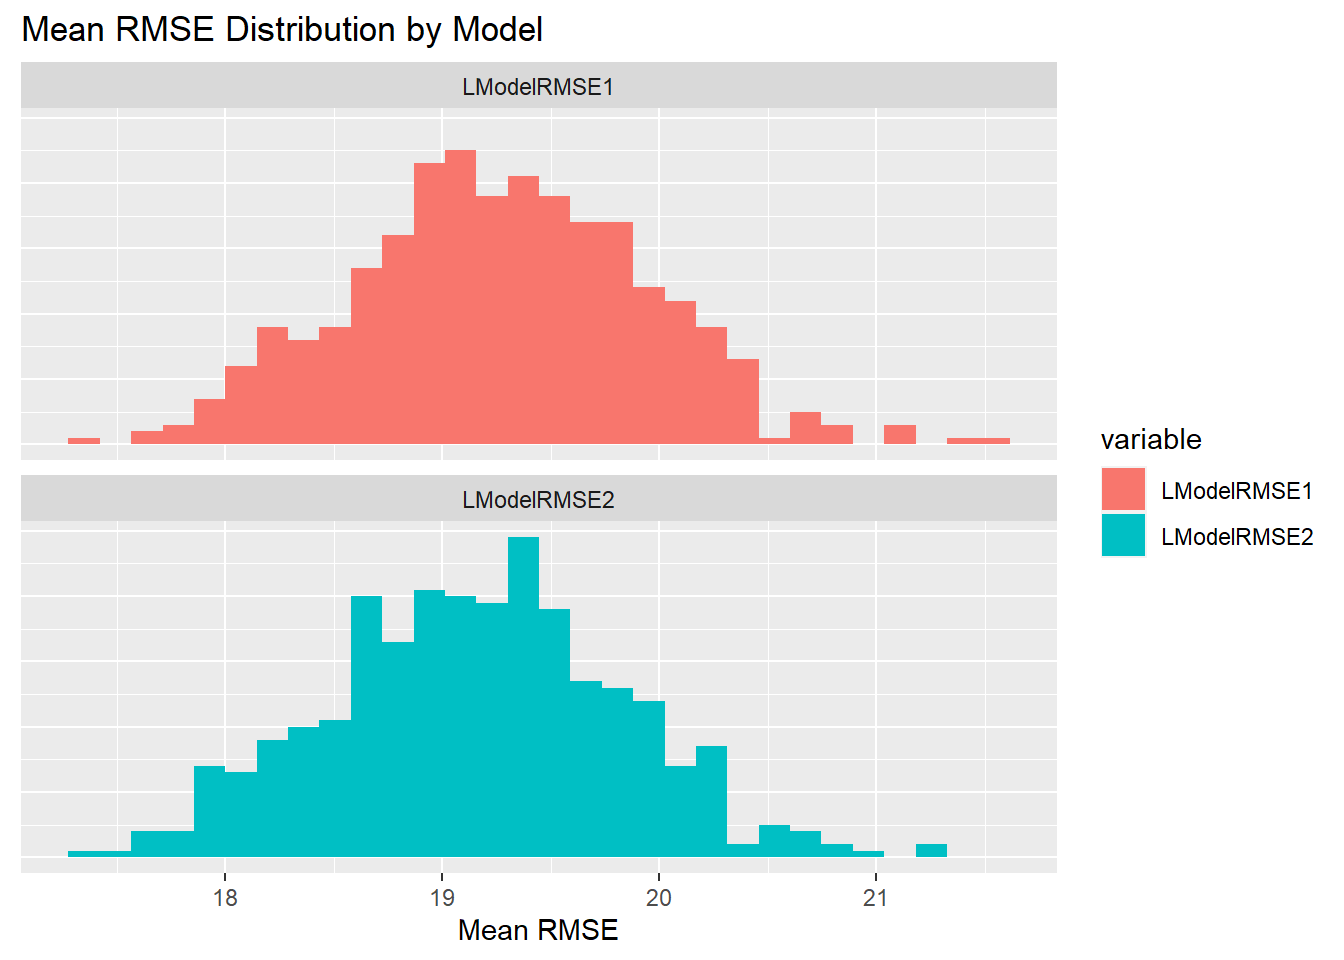 Mean RMSE Distribution by Model
LModelRMSE1
LModelRMSE2
18 19 20 21
Mean RMSE
variable
LModelRMSE1
LModelRMSE2